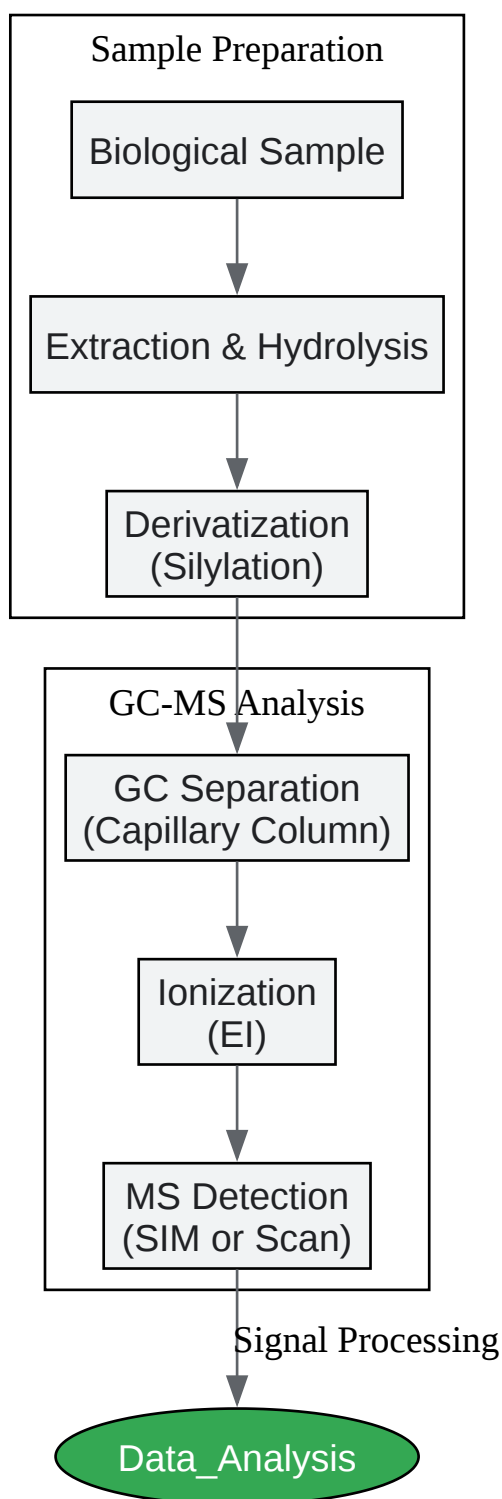 Sample Preparation
Biological Sample
Extraction & Hydrolysis
Derivatization
(Silylation)
GC-MS Analysis
GC Separation
(Capillary Column)
Ionization
(EI)
MS Detection
(SIM or Scan)
Signal Processing
Data_Analysis